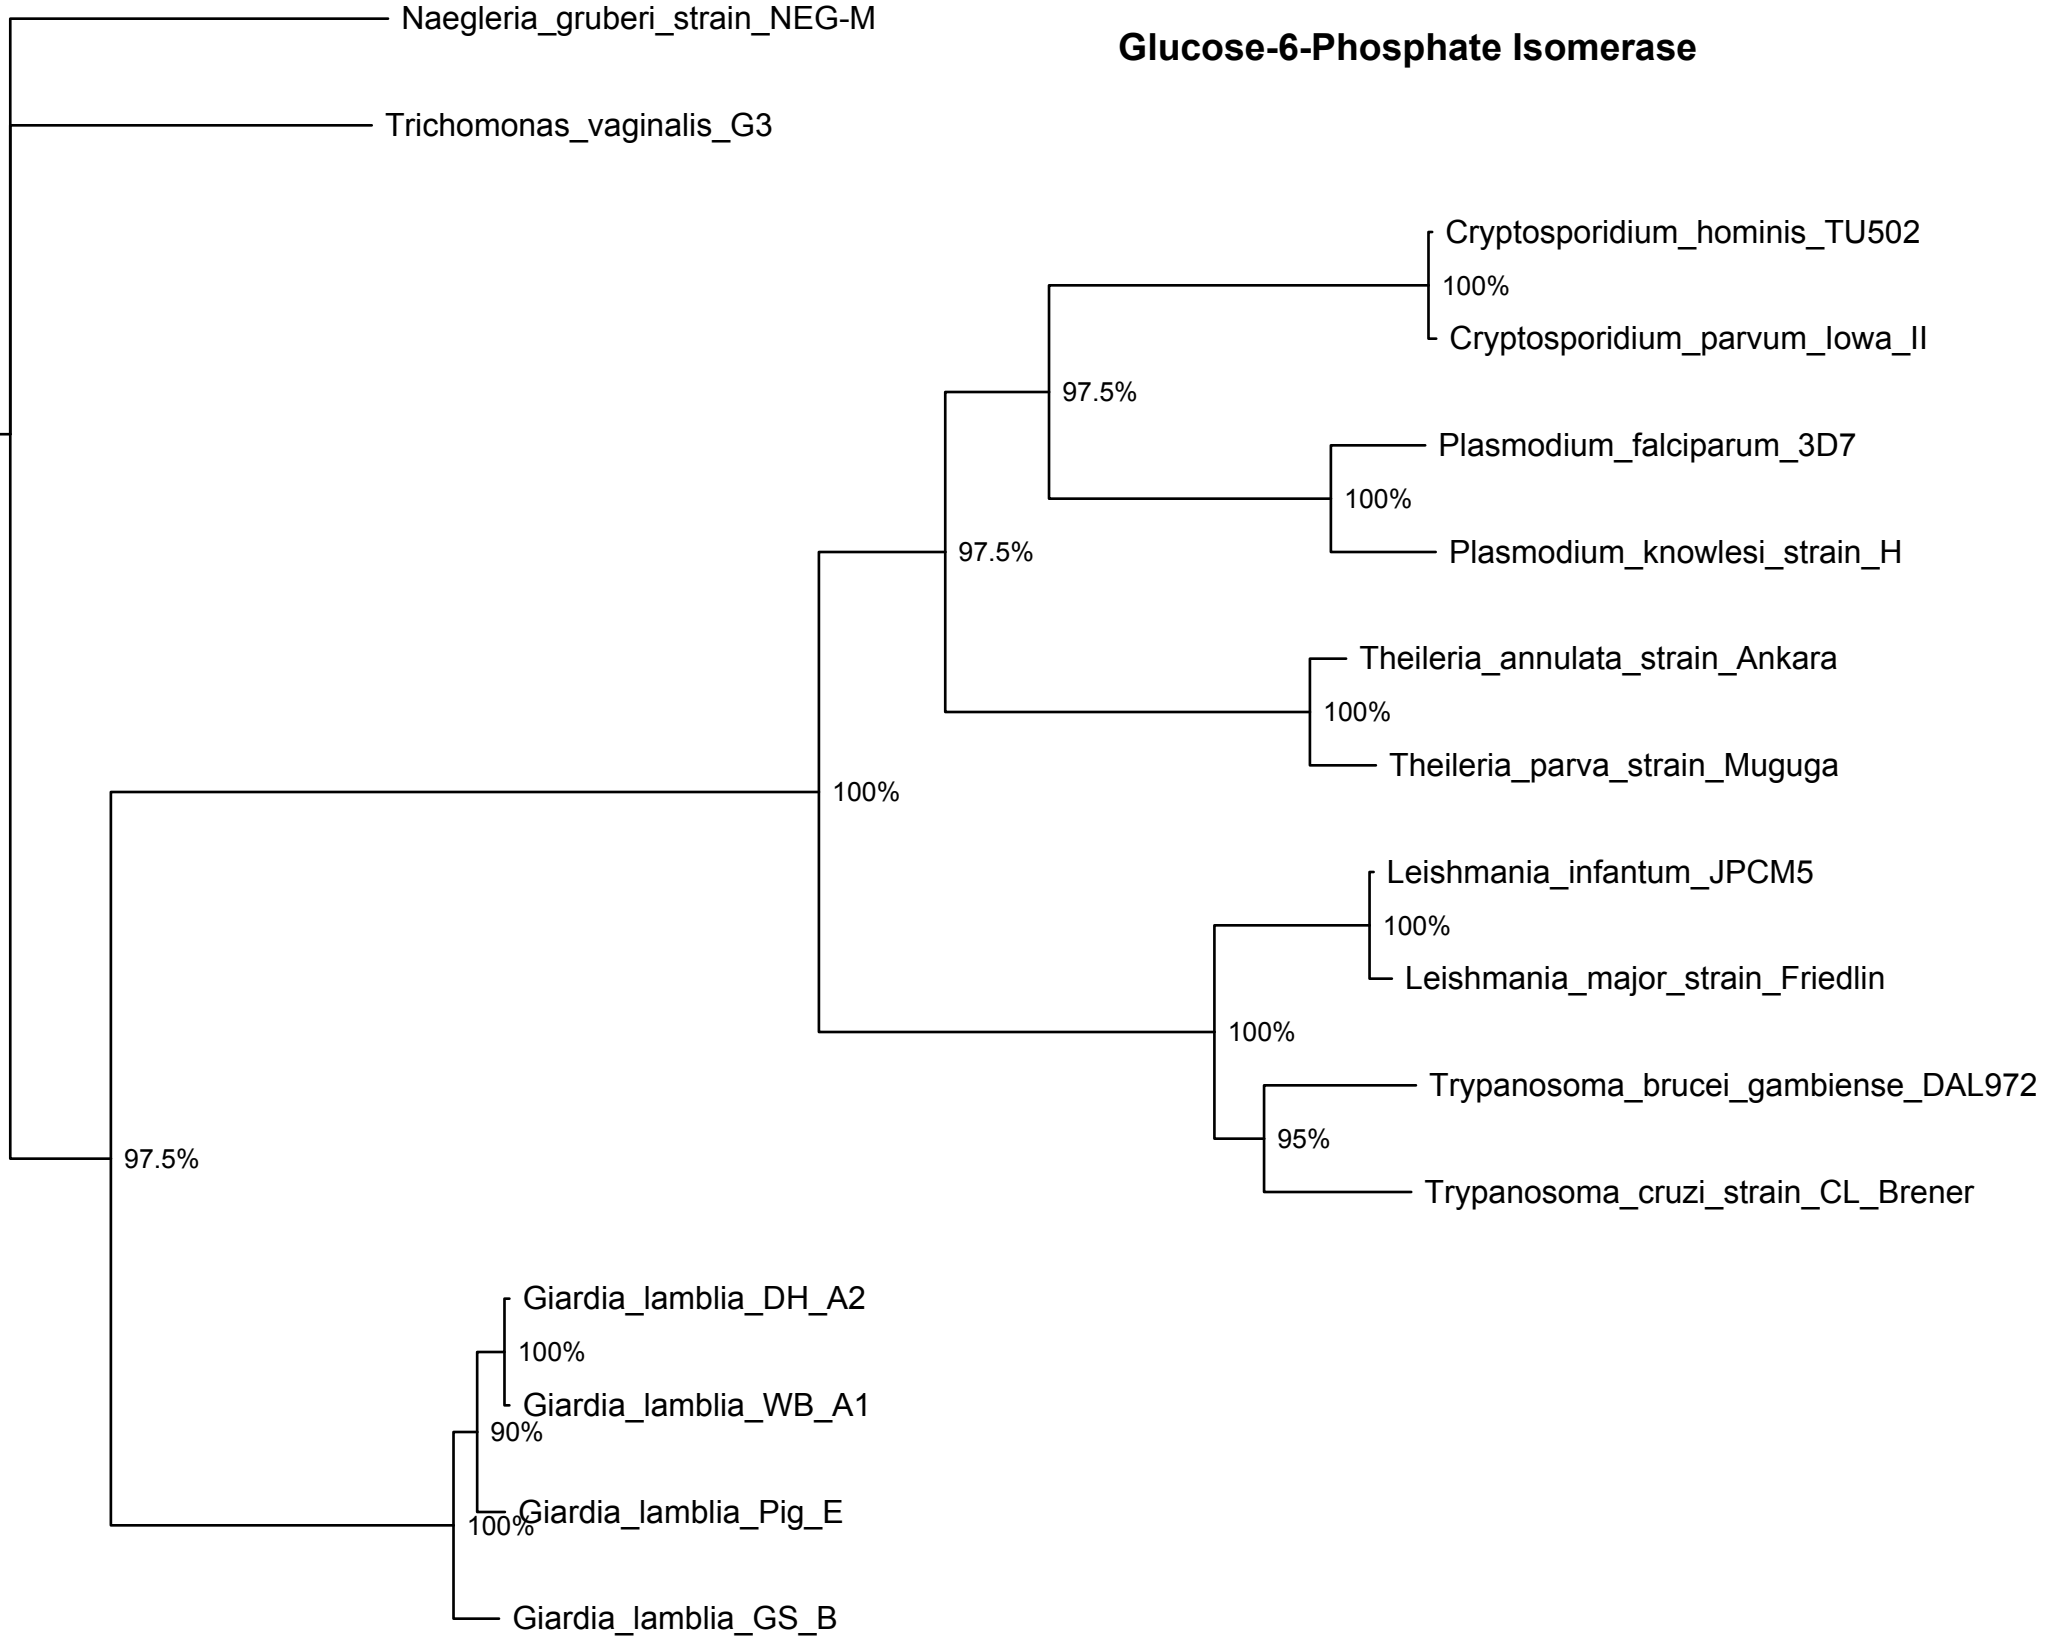 Naegleria_gruberi_strain_NEG-M
Glucose-6-Phosphate Isomerase
Trichomonas_vaginalis_G3
Cryptosporidium_hominis_TU502
100%
Cryptosporidium_parvum_Iowa_II
97.5%
Plasmodium_falciparum_3D7
100%
Plasmodium_knowlesi_strain_H
97.5%
Theileria_annulata_strain_Ankara
100%
Theileria_parva_strain_Muguga
100%
Leishmania_infantum_JPCM5
100%
Leishmania_major_strain_Friedlin
100%
Trypanosoma_brucei_gambiense_DAL972
95%
97.5%
Trypanosoma_cruzi_strain_CL_Brener
Giardia_lamblia_DH_A2
100%
Giardia_lamblia_WB_A1
90%
Giardia_lamblia_Pig_E
100%
Giardia_lamblia_GS_B